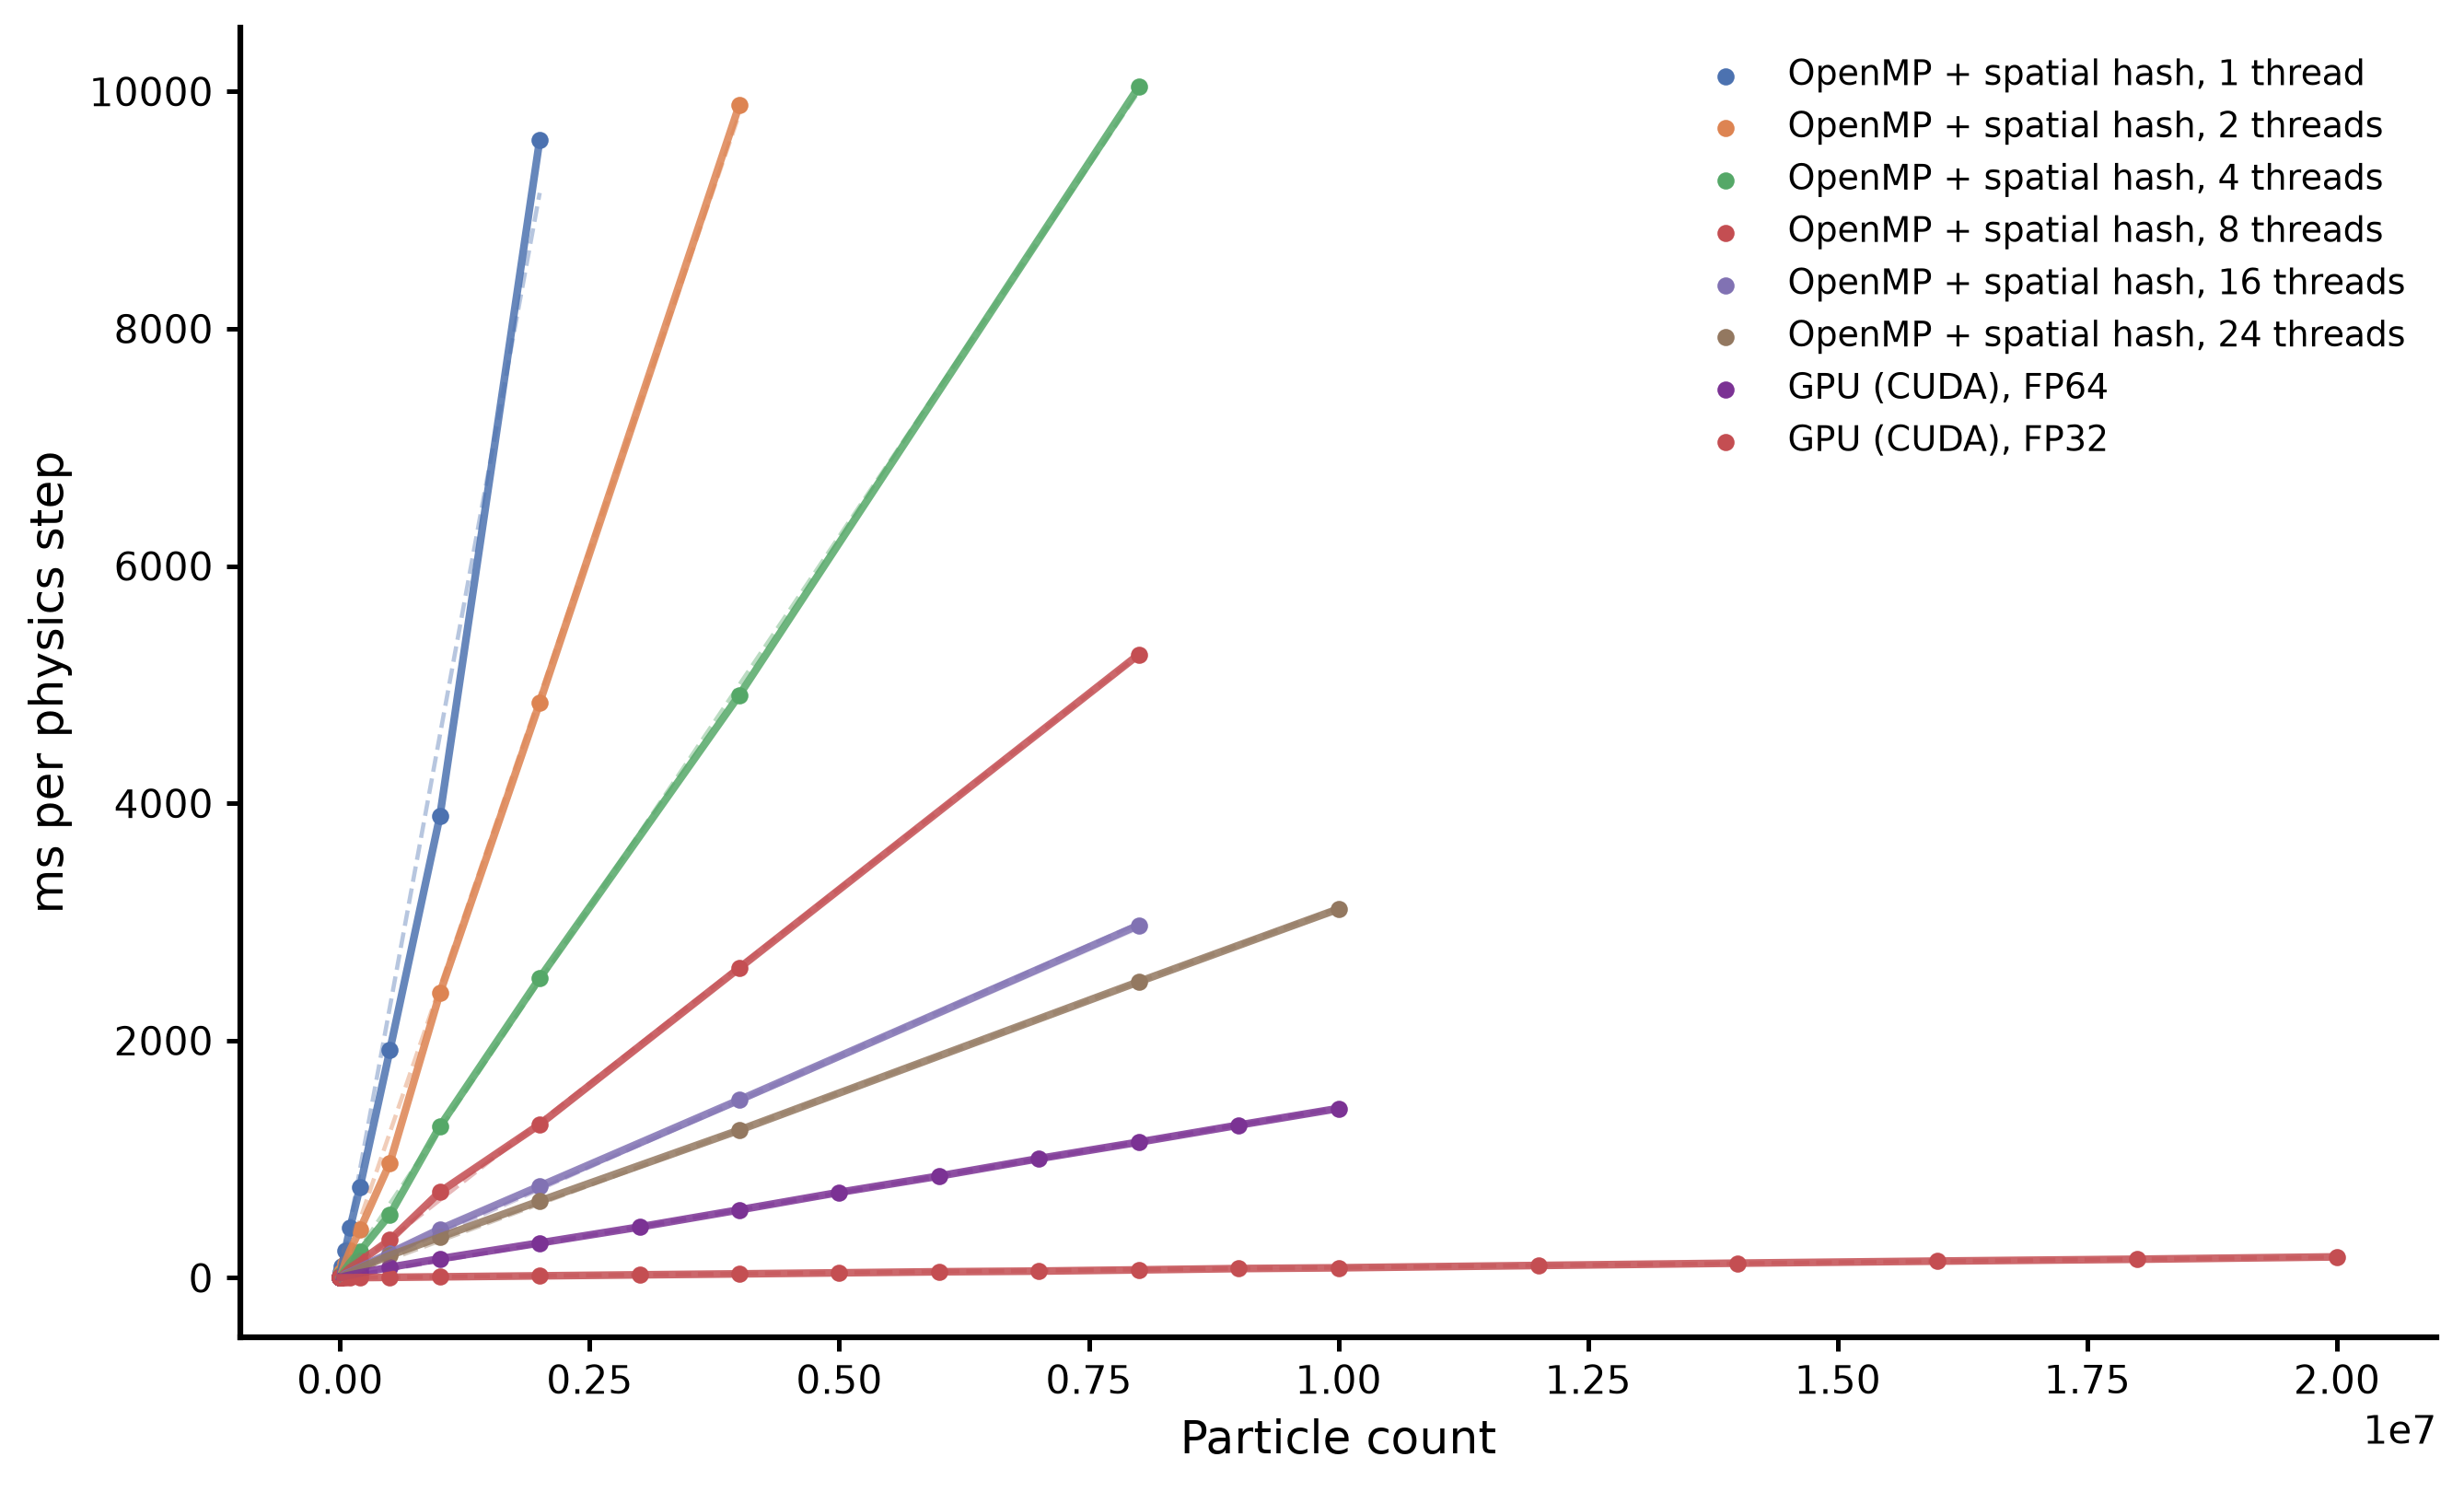 10000
8000
6000
4000
2000
0
ms per physics step
OpenMP + spatial hash, 1 thread
OpenMP + spatial hash, 2 threads
OpenMP + spatial hash, 4 threads
OpenMP + spatial hash, 8 threads
OpenMP + spatial hash, 16 threads
OpenMP + spatial hash, 24 threads
GPU (CUDA), FP64
GPU (CUDA), FP32
0.00 0.25 0.50 0.75 1.00 1.25 1.50 1.75 2.00
1e7
Particle count